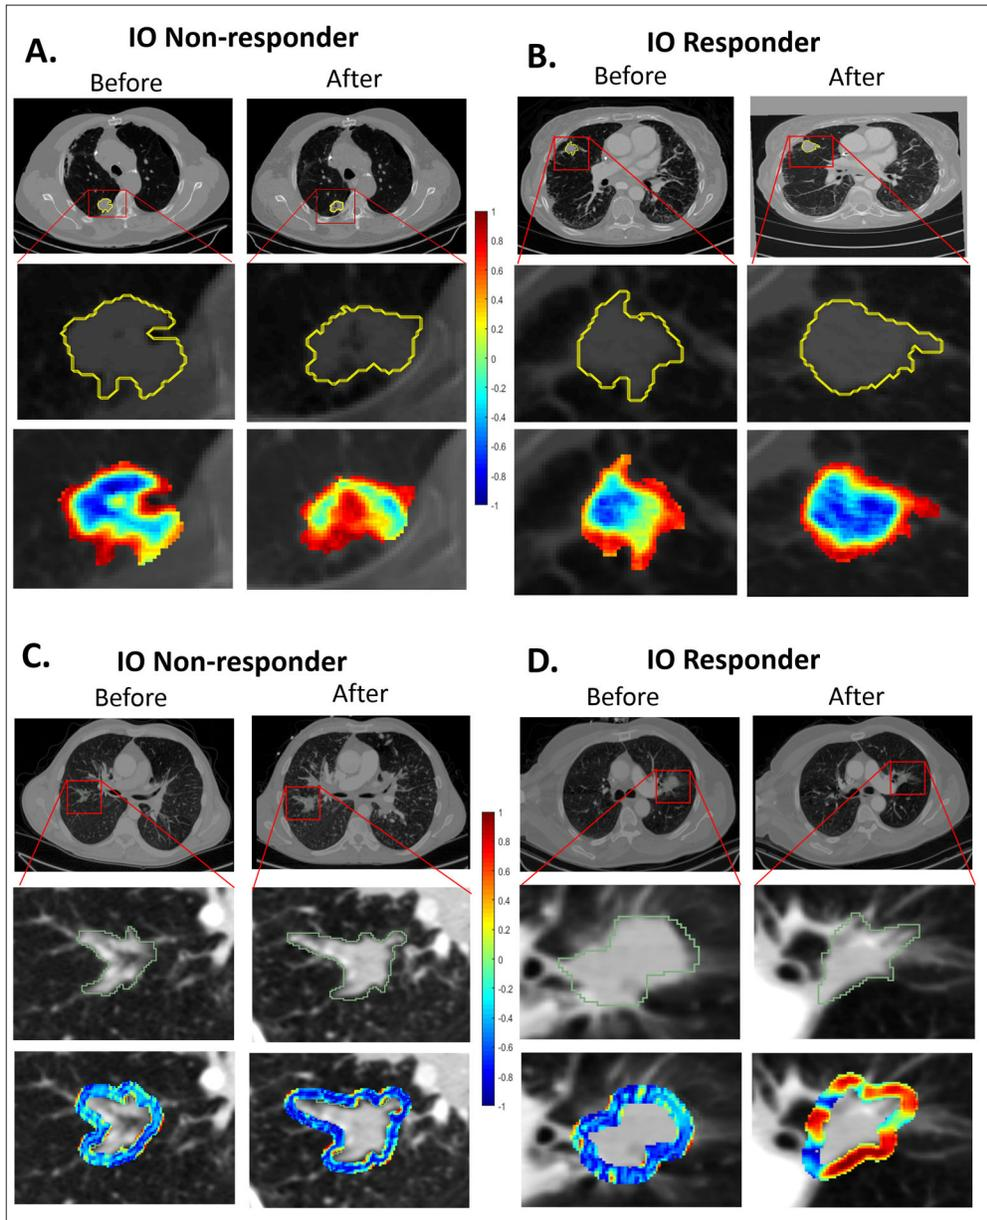 A.
IO Non-responder
Before
After
B.
IO Responder
Before
After
1
0.8
0.6
0.4
0.2
0
-0.2
-0.4
-0.6
-0.8
-1
C.
IO Non-responder
Before
After
D.
IO Responder
Before
After
1
0.8
0.6
0.4
0.2
0
-0.2
-0.4
-0.6
-0.8
-1